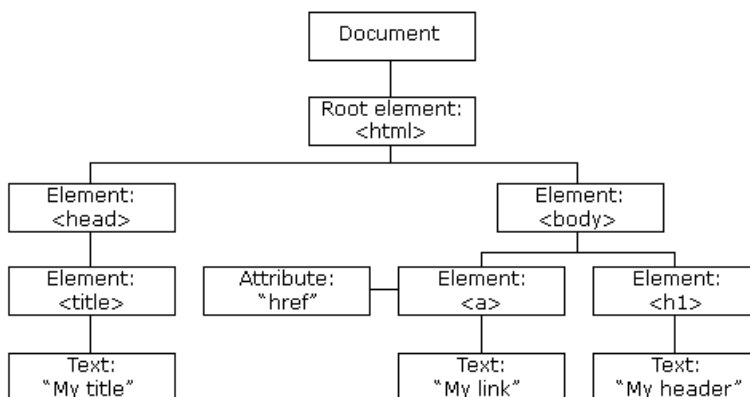 Document
Root element:
<html>
Element:
<head>
Element:
<body>
Element:
<title>
Attribute:
“href”
Element:
<a>
Element:
<h1>
Text:
“My title”
Text:
“My link”
Text:
“My header”